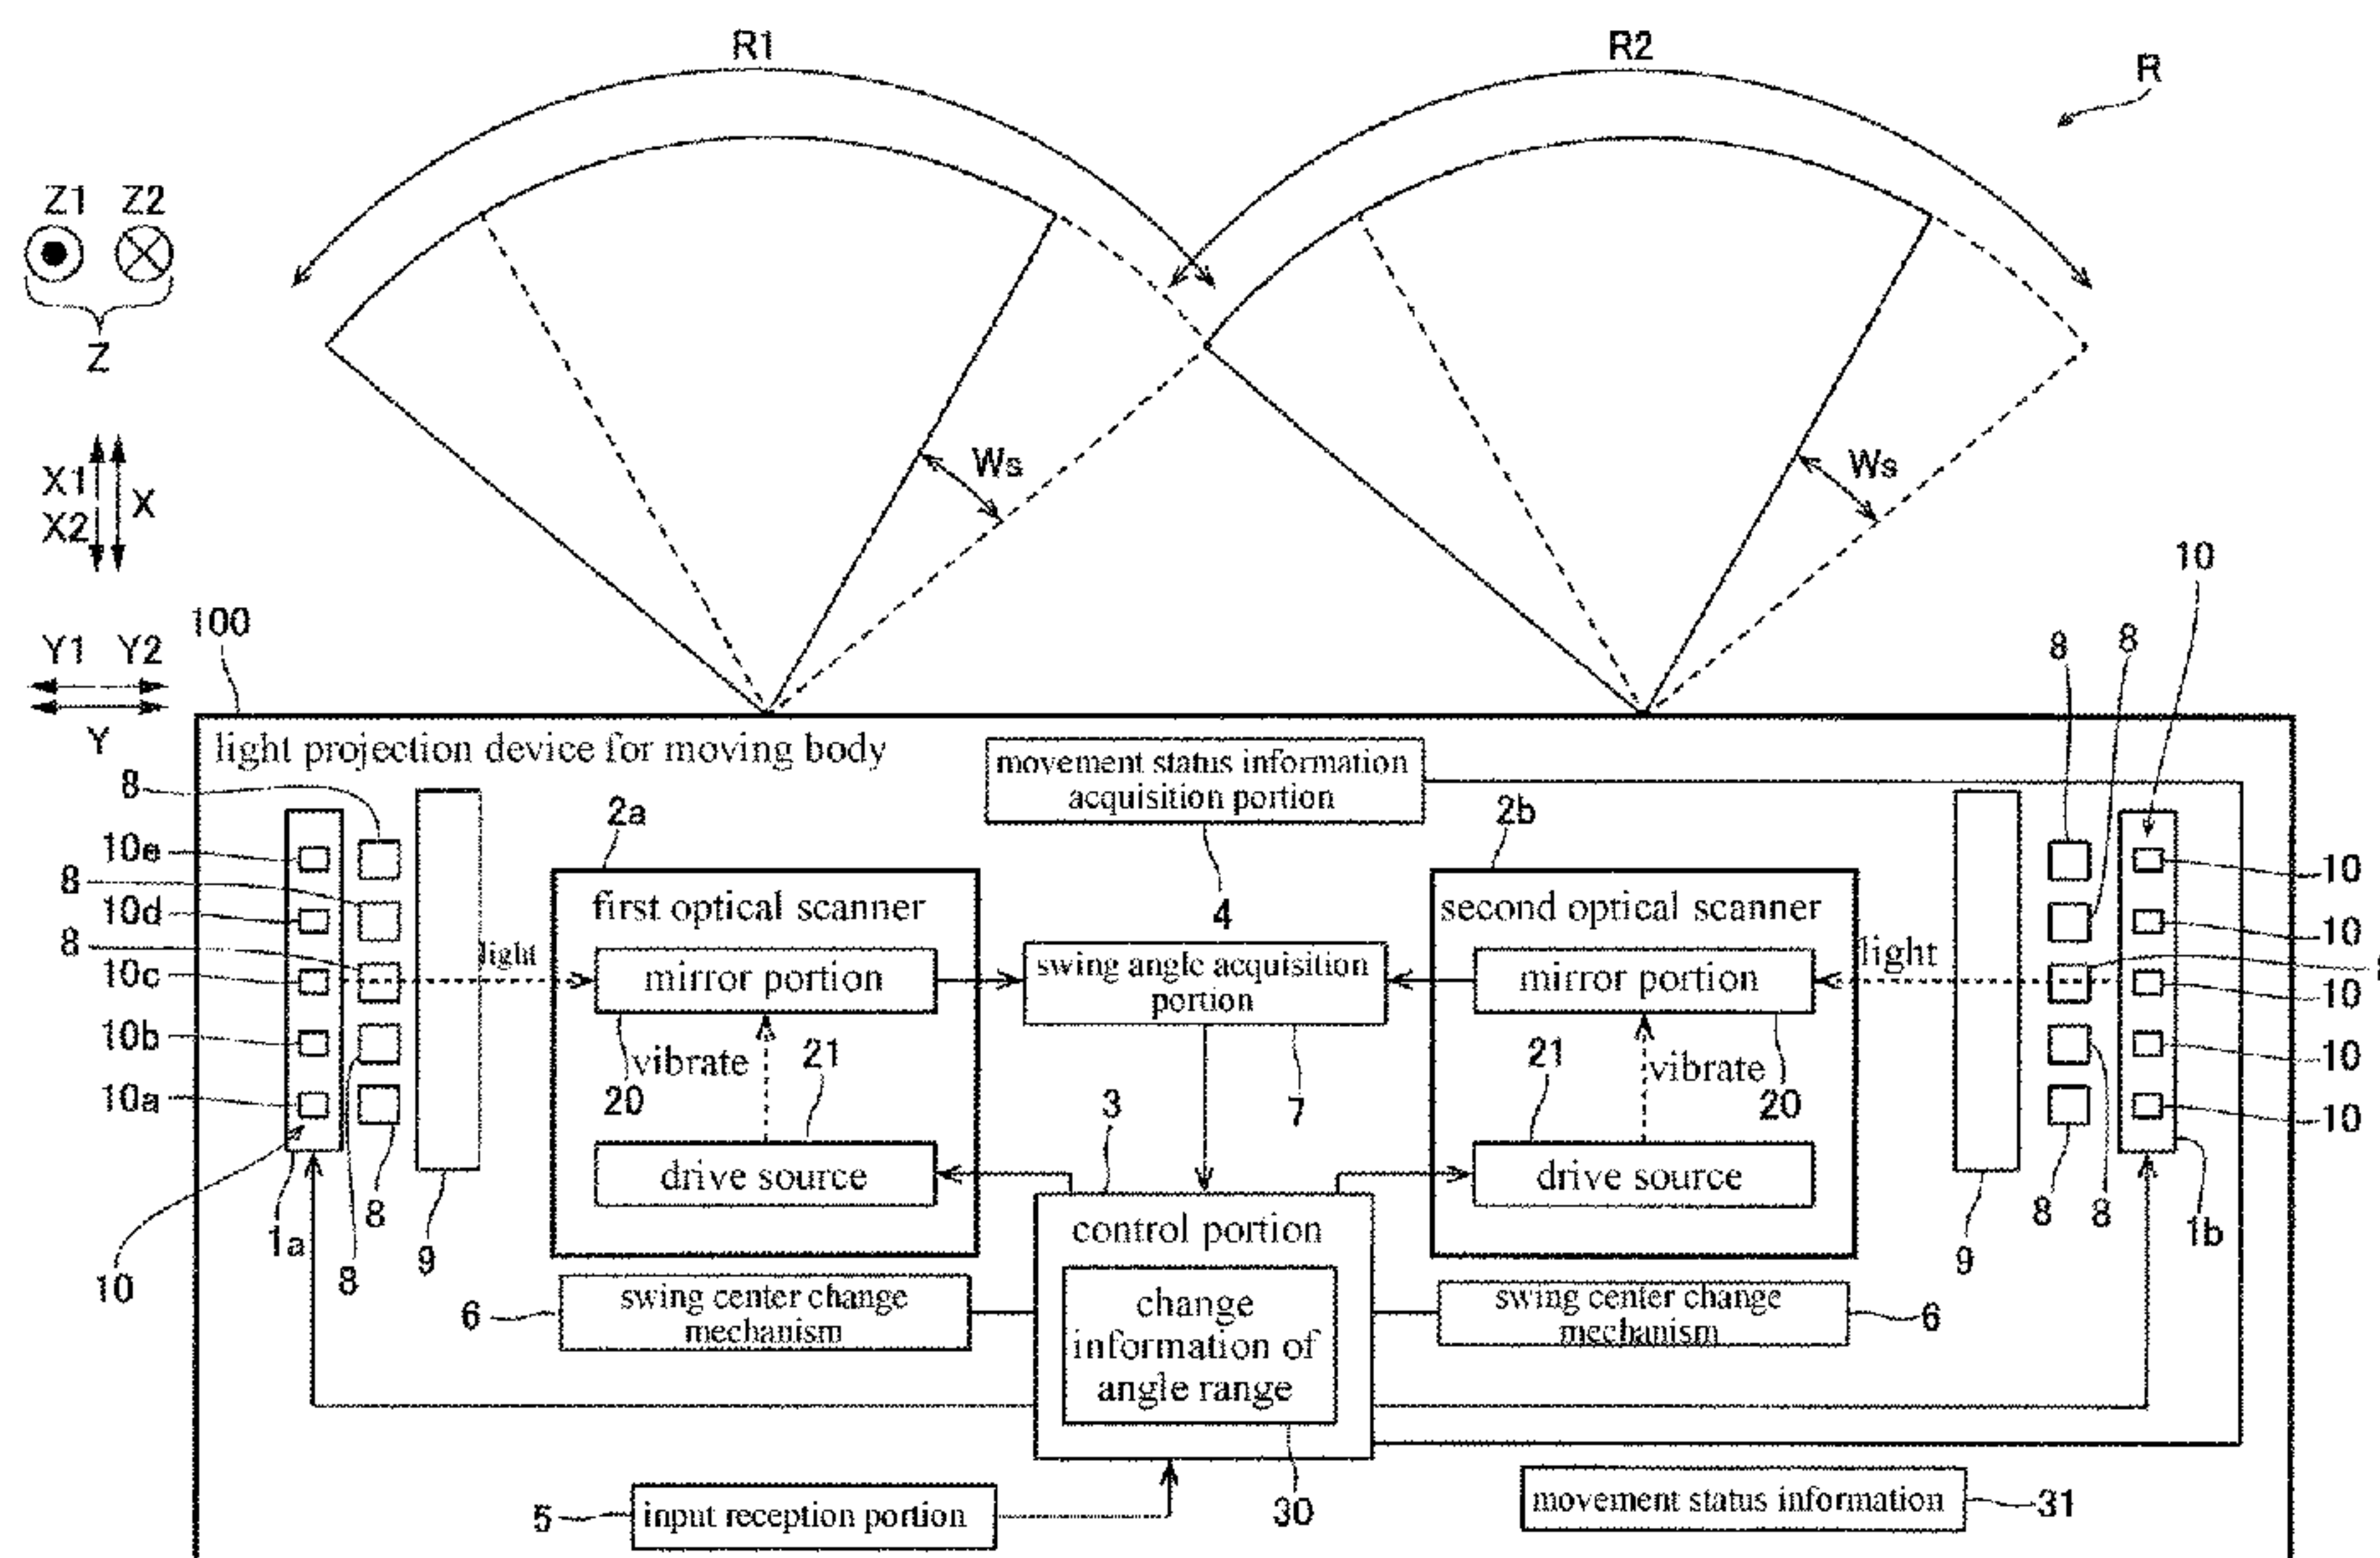 R1
R2
R
Z1 Z2
Z
Ws
Ws
X1
X
X2
10
100
Y1 Y2
8
8
Y
light projection device for moving body
movement status information
acquisition portion
8
2a
2b
10
10e
8
10d
8
10c
10b
10a
first optical scanner
4
second optical scanner
10
10
10
10
10
light
mirror portion
swing angle acquisition
portion
mirror portion
light
vibrate
21
20
3
7
21
vibrate
20
drive source
drive source
1a
8
8
9
10
control portion
9
8
8
1b
6
swing center change
mechanism
change
information of
angle range
swing center change
mechanism
6
5
input reception portion
30
movement status information
31